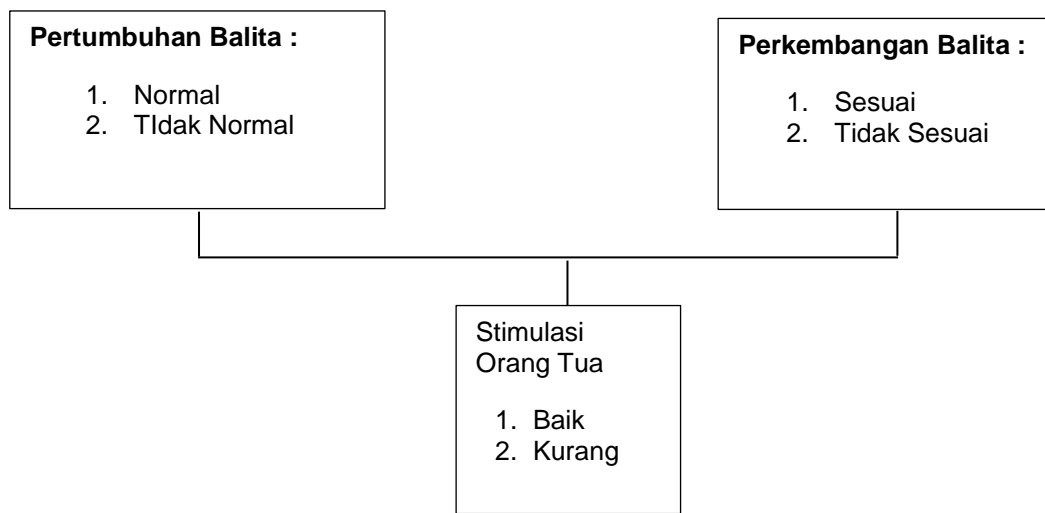 Pertumbuhan Balita :
1. Normal
2. TIdak Normal
Perkembangan Balita :
1. Sesuai
2. Tidak Sesuai
Stimulasi
Orang Tua
1. Baik
2. Kurang